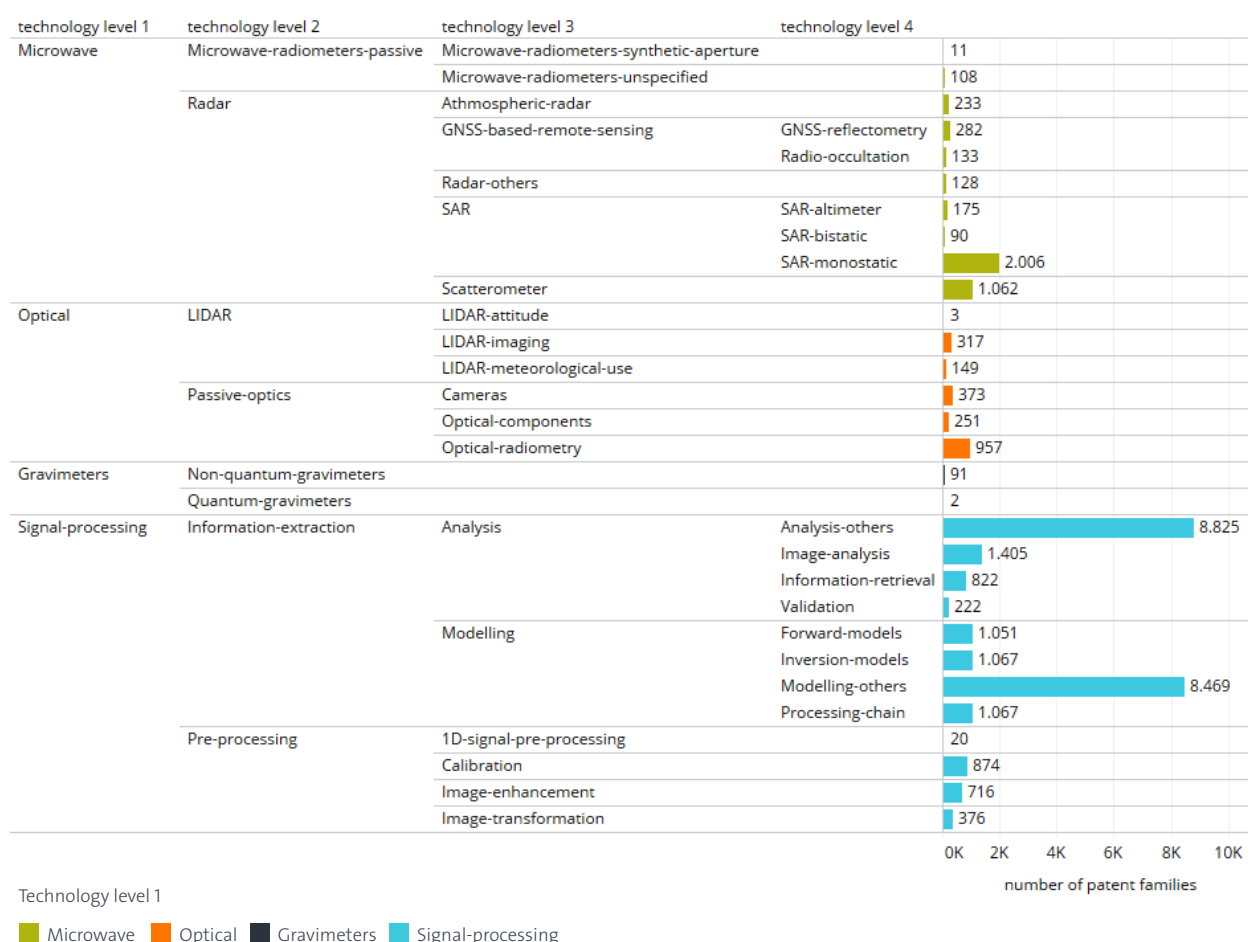 technology level 1 technology level 2 technology level 3 technology level 4
Microwave Microwave-radiometers-passive Microwave-radiometers-synthetic-aperture 11
Microwave-radiometers-unspecified 108
Radar Athmospheric-radar 233
GNSS-based-remote-sensing GNSS-reflectometry 282
Radio-occultation 133
Radar-others 128
SAR SAR-altimeter 175
SAR-bistatic 90
SAR-monostatic 2.006
Scatterometer 1.062
Optical LIDAR LIDAR-attitude 3
LIDAR-imaging 317
LIDAR-meteorological-use 149
Passive-optics Cameras 373
Optical-components 251
Optical-radiometry 957
Gravimeters Non-quantum-gravimeters 91
Quantum-gravimeters 2
Signal-processing Information-extraction Analysis Analysis-others 8.825
Image-analysis 1.405
Information-retrieval 822
Validation 222
Modelling Forward-models 1.051
Inversion-models 1.067
Modelling-others 8.469
Processing-chain 1.067
Pre-processing 1D-signal-pre-processing 20
Calibration 874
Image-enhancement 716
Image-transformation 376
0K 2K 4K 6K 8K 10K
number of patent families
Technology level 1
Microwave Optical Gravimeters Signal-processing